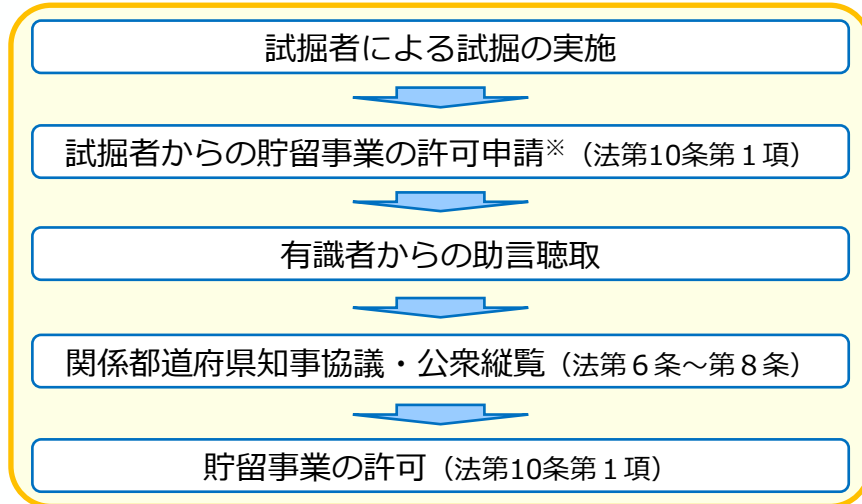 試掘者による試掘の実施
試掘者からの貯留事業の許可申請※（法第10条第１項）
有識者からの助言聴取
関係都道府県知事協議・公衆縦覧（法第６条～第８条）
貯留事業の許可（法第10条第１項）